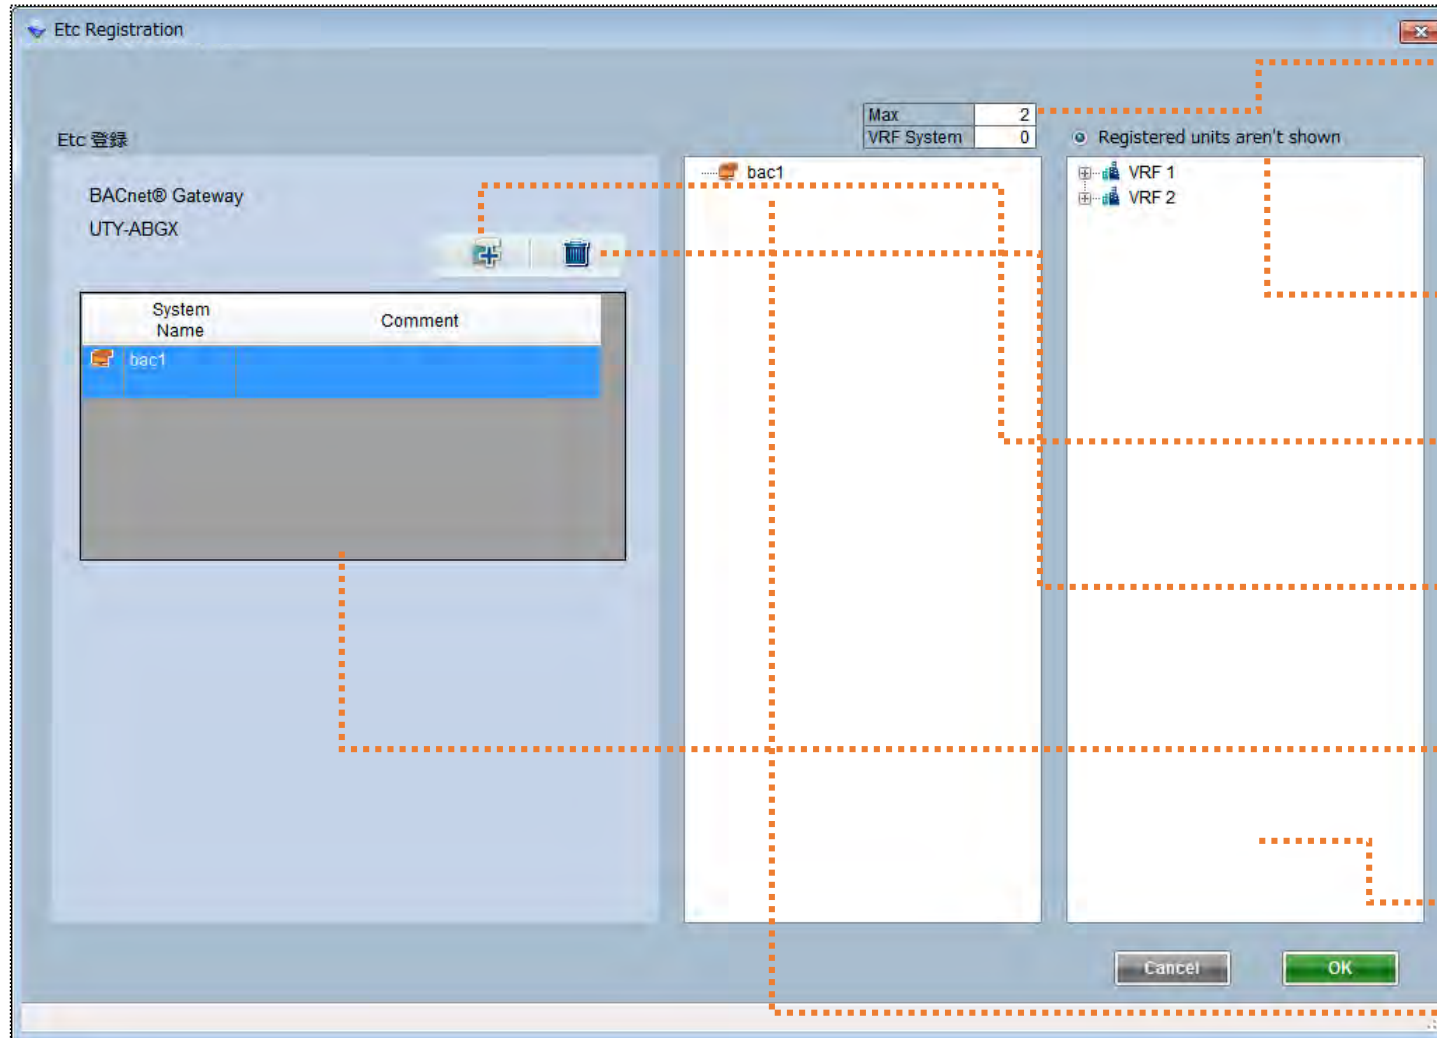 Etc Registration
Max 2
VRF System 0
Etc 登録
Registered units aren't shown
BACnet® Gateway
UTY-ABGX
System
Name
Comment
bac1
bac1
VRF 1
VRF 2
Cancel
OK